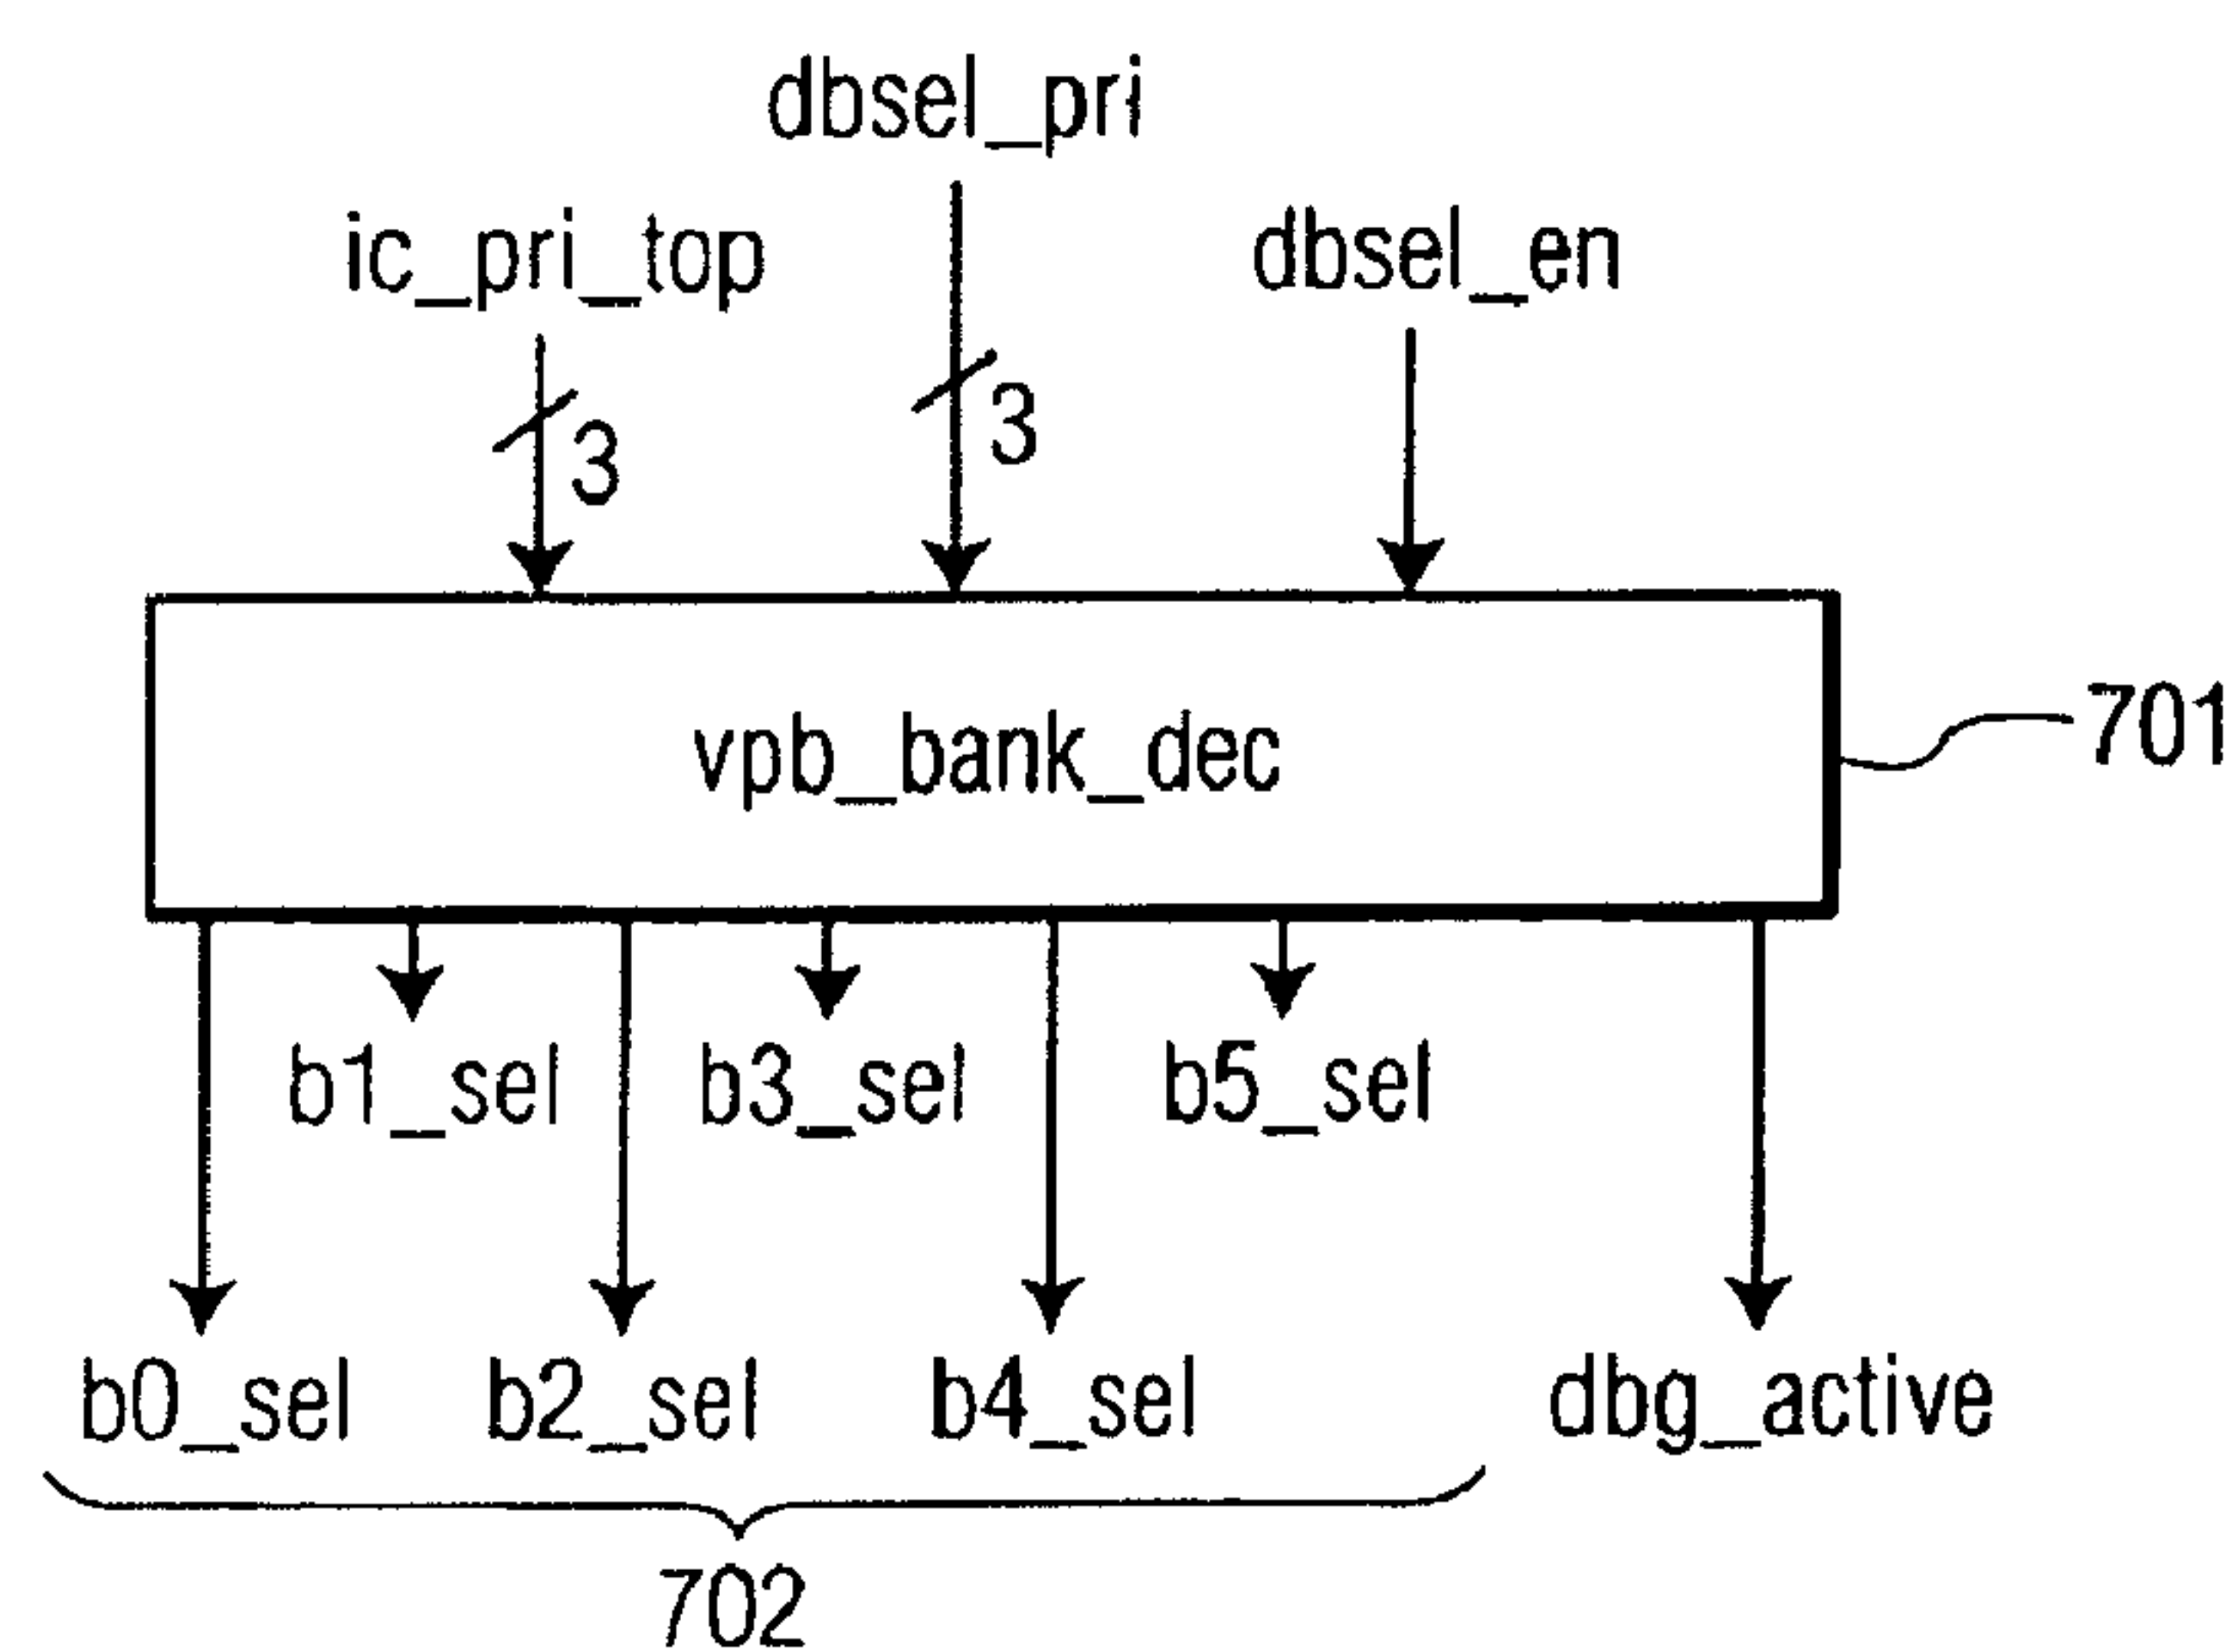 dbsel_pri
ic_pri_top
dbsel_en
3
3
vpb_bank_dec
701
b1_sel
b3_sel
b5_sel
b0_sel
b2_sel
b4_sel
dbg_active
702